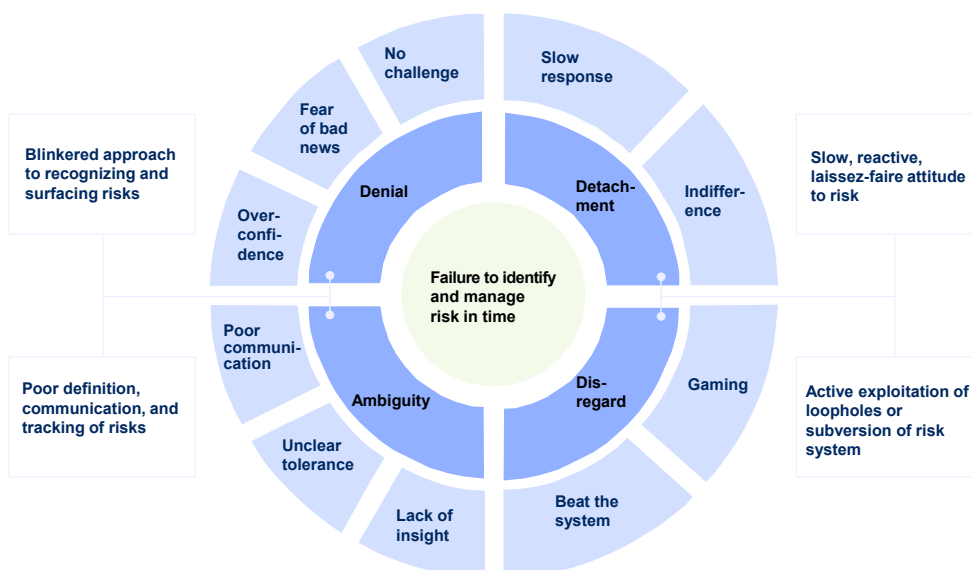 No
challenge
Slow
response
Fear
of bad
news
Blinkered approach
to recognizing and
surfacing risks
Denial
Detach-
ment
Indiffer-
ence
Slow, reactive,
laissez-faire attitude
to risk
Over-
confi-
dence
Failure to identify
and manage
risk in time
Poor
communi-
cation
Poor definition,
communication, and
tracking of risks
Ambiguity
Dis-
regard
Gaming
Active exploitation of
loopholes or
subversion of risk
system
Unclear
tolerance
Lack of
insight
Beat the
system